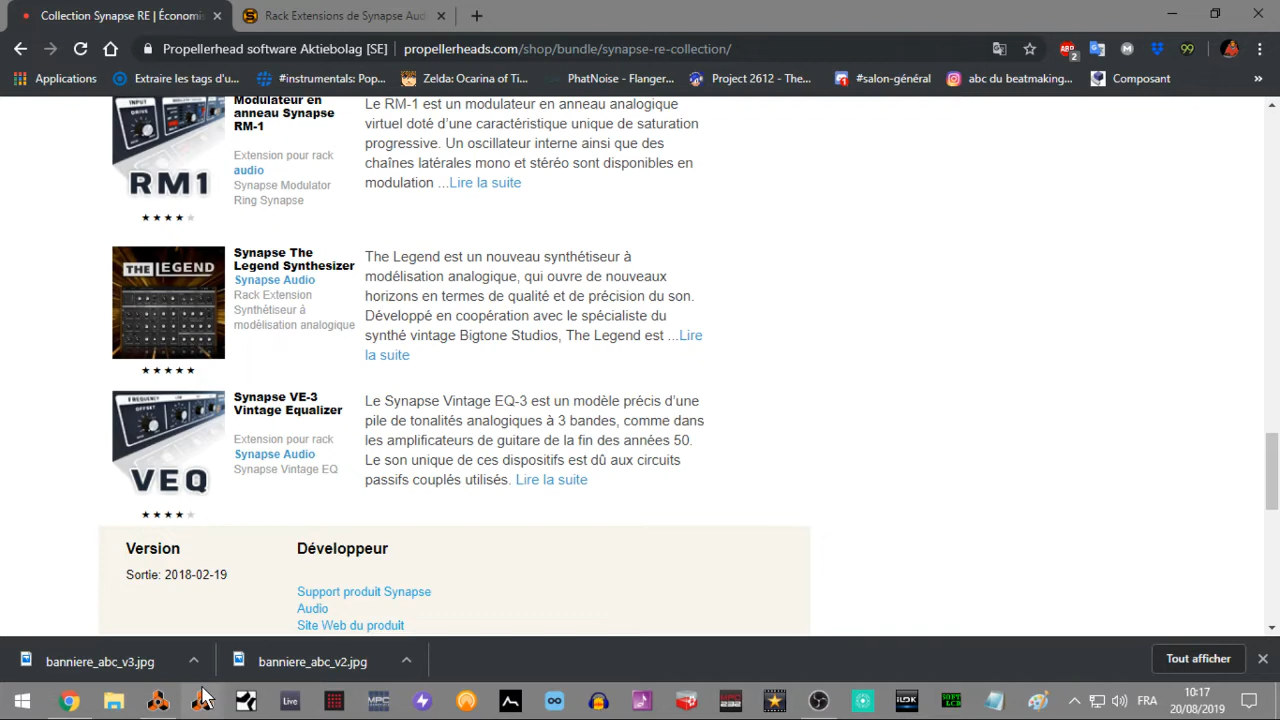 Collection Synapse RE | Économis
Rack Extensions de Synapse Aud
Propellerhead software Aktiebolag [SE] | propellerheads.com/shop/bundle/synapse-re-collection/
Applications
Extraire les tags d'u...
#instrumentals: Pop...
Zelda: Ocarina of Ti...
PhatNoise - Flanger...
Project 2612 - The...
#salon-général
abc du beatmaking...
Composant
»
Modulateur en
anneau Synapse
RM-1
Extension pour rack
audio
Synapse Modulator
Ring Synapse
INPUT
DRIVE
RM1
Le RM-1 est un modulateur en anneau analogique
virtuel doté d'une caractéristique unique de saturation
progressive. Un oscillateur interne ainsi que des
chaînes latérales mono et stéréo sont disponibles en
modulation ...Lire la suite
THE LEGEND
Synapse The
Legend Synthesizer
Synapse Audio
Rack Extension
Synthétiseur à
modélisation analogique
The Legend est un nouveau synthétiseur à
modélisation analogique, qui ouvre de nouveaux
horizons en termes de qualité et de précision du son.
Développé en coopération avec le spécialiste du
synthé vintage Bigtone Studios, The Legend est ...Lire
la suite
FREQUENCY
OFFSET
VEQ
Synapse VE-3
Vintage Equalizer
Extension pour rack
Synapse Audio
Synapse Vintage EQ
Le Synapse Vintage EQ-3 est un modèle précis d'une
pile de tonalités analogiques à 3 bandes, comme dans
les amplificateurs de guitare de la fin des années 50.
Le son unique de ces dispositifs est dû aux circuits
passifs couplés utilisés. Lire la suite
Version
Développeur
Sortie: 2018-02-19
Support produit Synapse
Audio
Site Web du produit
banniere_abc_v3.jpg
banniere_abc_v2.jpg
Tout afficher
Live
MPC
FRA
10:17
20/08/2019